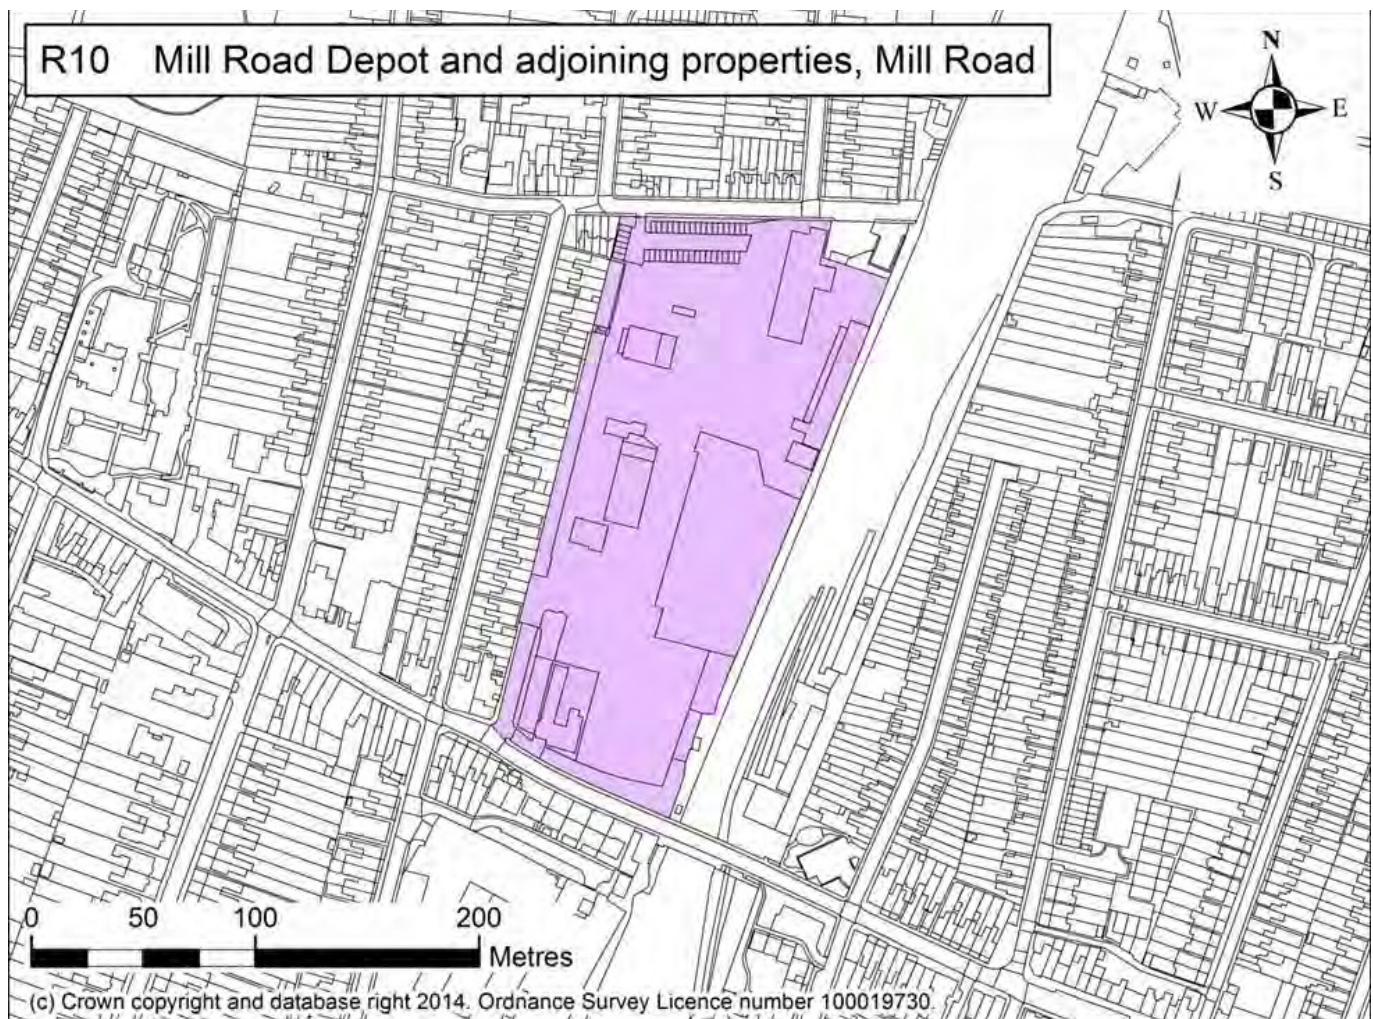 R10 Mill Road Depot and adjoining properties, Mill Road
N
W E
S
0 50 100 200
Metres
(c) Crown copyright and database right 2014. Ordnance Survey Licence number 100019730.